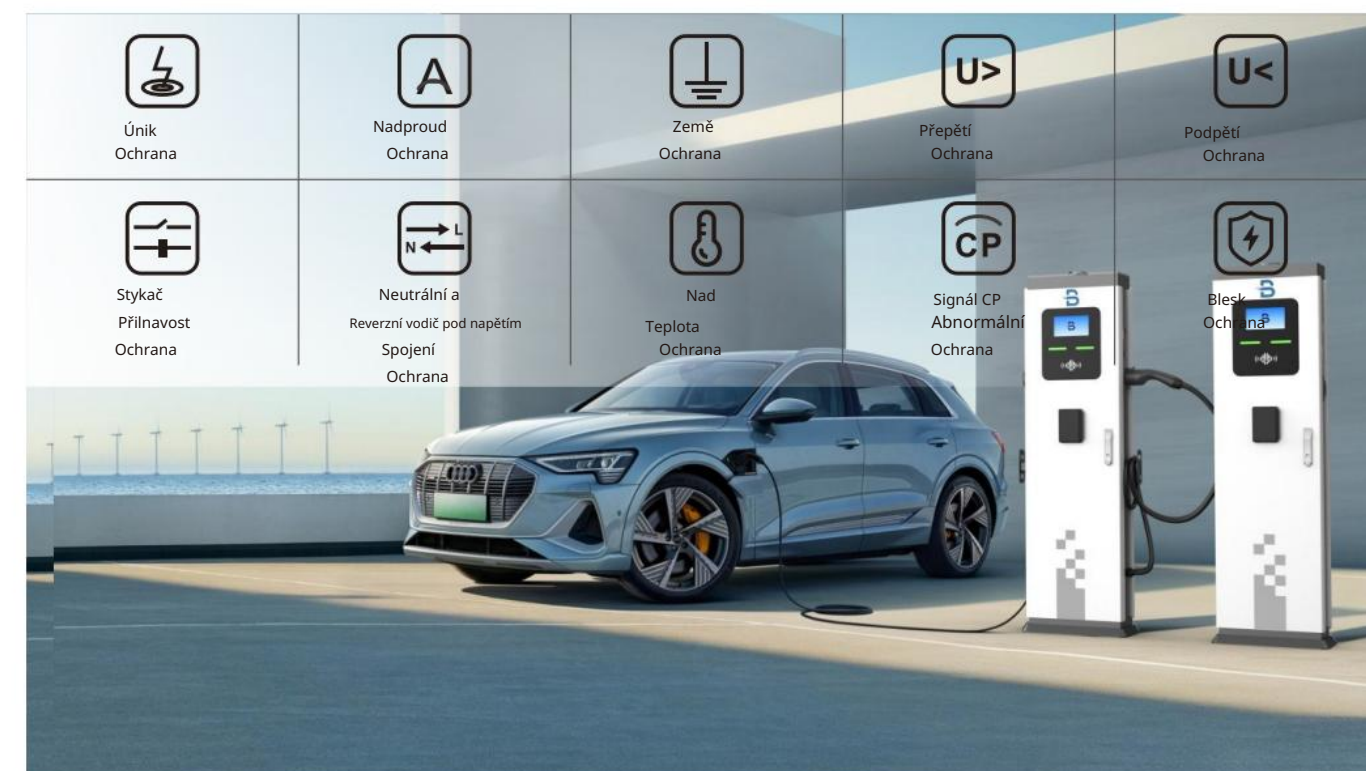 A
U>
U<
Únik
Ochrana
Nadproud
Ochrana
Země
Ochrana
Přepětí
Ochrana
Podpětí
Ochrana
L
N
CP
Stykač
Přilnavost
Ochrana
Neutrální a
Reverzní vodič pod napětím
Spojení
Ochrana
Nad
Teplota
Ochrana
Signál CP
Abnormální
Ochrana
Blesk
Ochrana
B
B
B
B